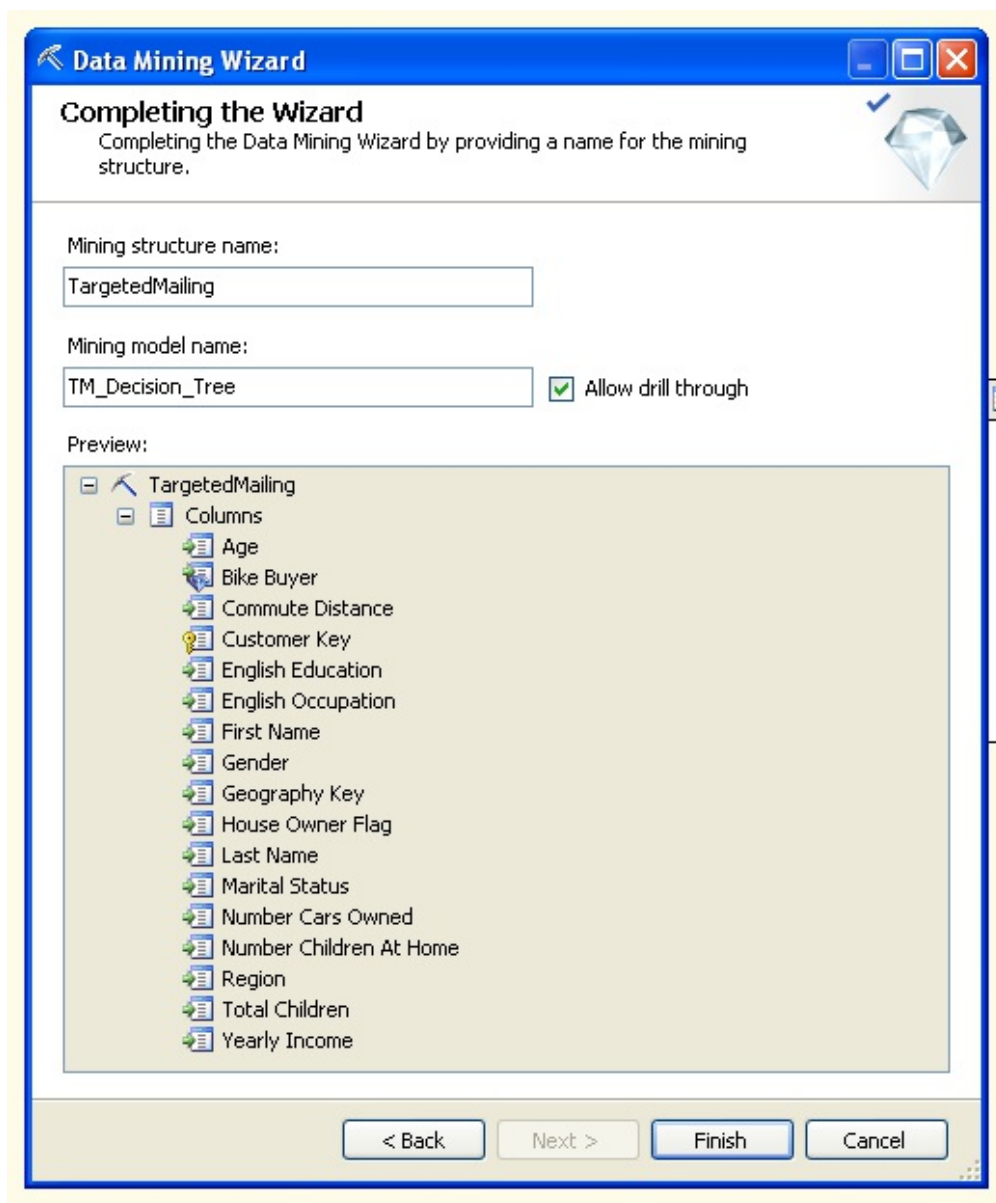 Data Mining Wizard
Completing the Wizard
Completing the Data Mining Wizard by providing a name for the mining
structure.
Mining structure name:
TargetedMailing
Mining model name:
TM_Decision_Tree
Allow drill through
Preview:
TargetedMailing
Columns
Age
Bike Buyer
Commute Distance
Customer Key
English Education
English Occupation
First Name
Gender
Geography Key
House Owner Flag
Last Name
Marital Status
Number Cars Owned
Number Children At Home
Region
Total Children
Yearly Income
< Back Next > Finish Cancel